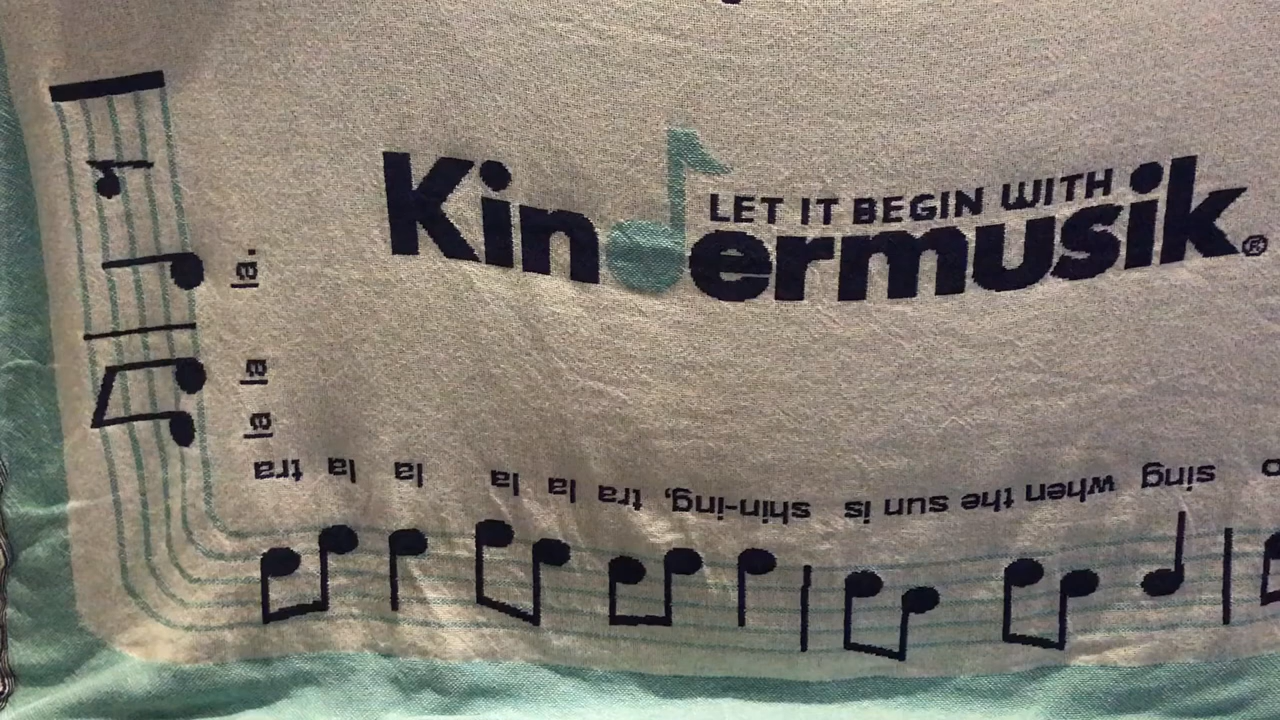 LET IT BEGIN WITH
Kindermusik®
sing when the sun is shin-ing, tra la la la la tra
la la la.